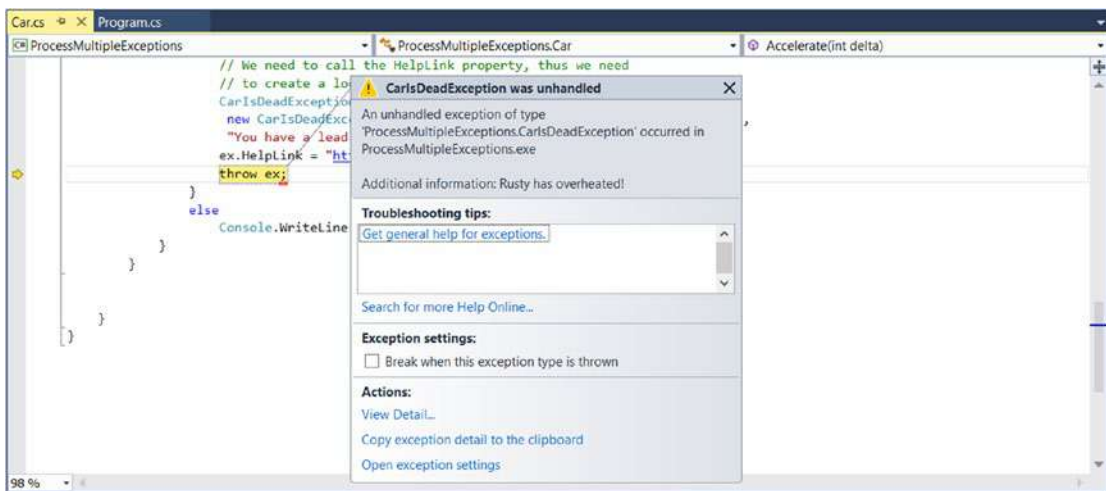 Car.cs Program.cs
ProcessMultipleExceptions ProcessMultipleExceptions.Car Accelerate(int delta)
// We need to call the HelpLink property, thus we need
// to create a lo
CarIsDeadException
new CarIsDeadExc ,
"You have a lead
ex.HelpLink = "ht
throw ex;
}
else
Console.WriteLine
}
}
}
}
CarIsDeadException was unhandled
An unhandled exception of type
'ProcessMultipleExceptions.CarIsDeadException' occurred in
ProcessMultipleExceptions.exe
Additional information: Rusty has overheated!
Troubleshooting tips:
Get general help for exceptions.
Search for more Help Online...
Exception settings:
Break when this exception type is thrown
Actions:
View Detail...
Copy exception detail to the clipboard
Open exception settings
98 %